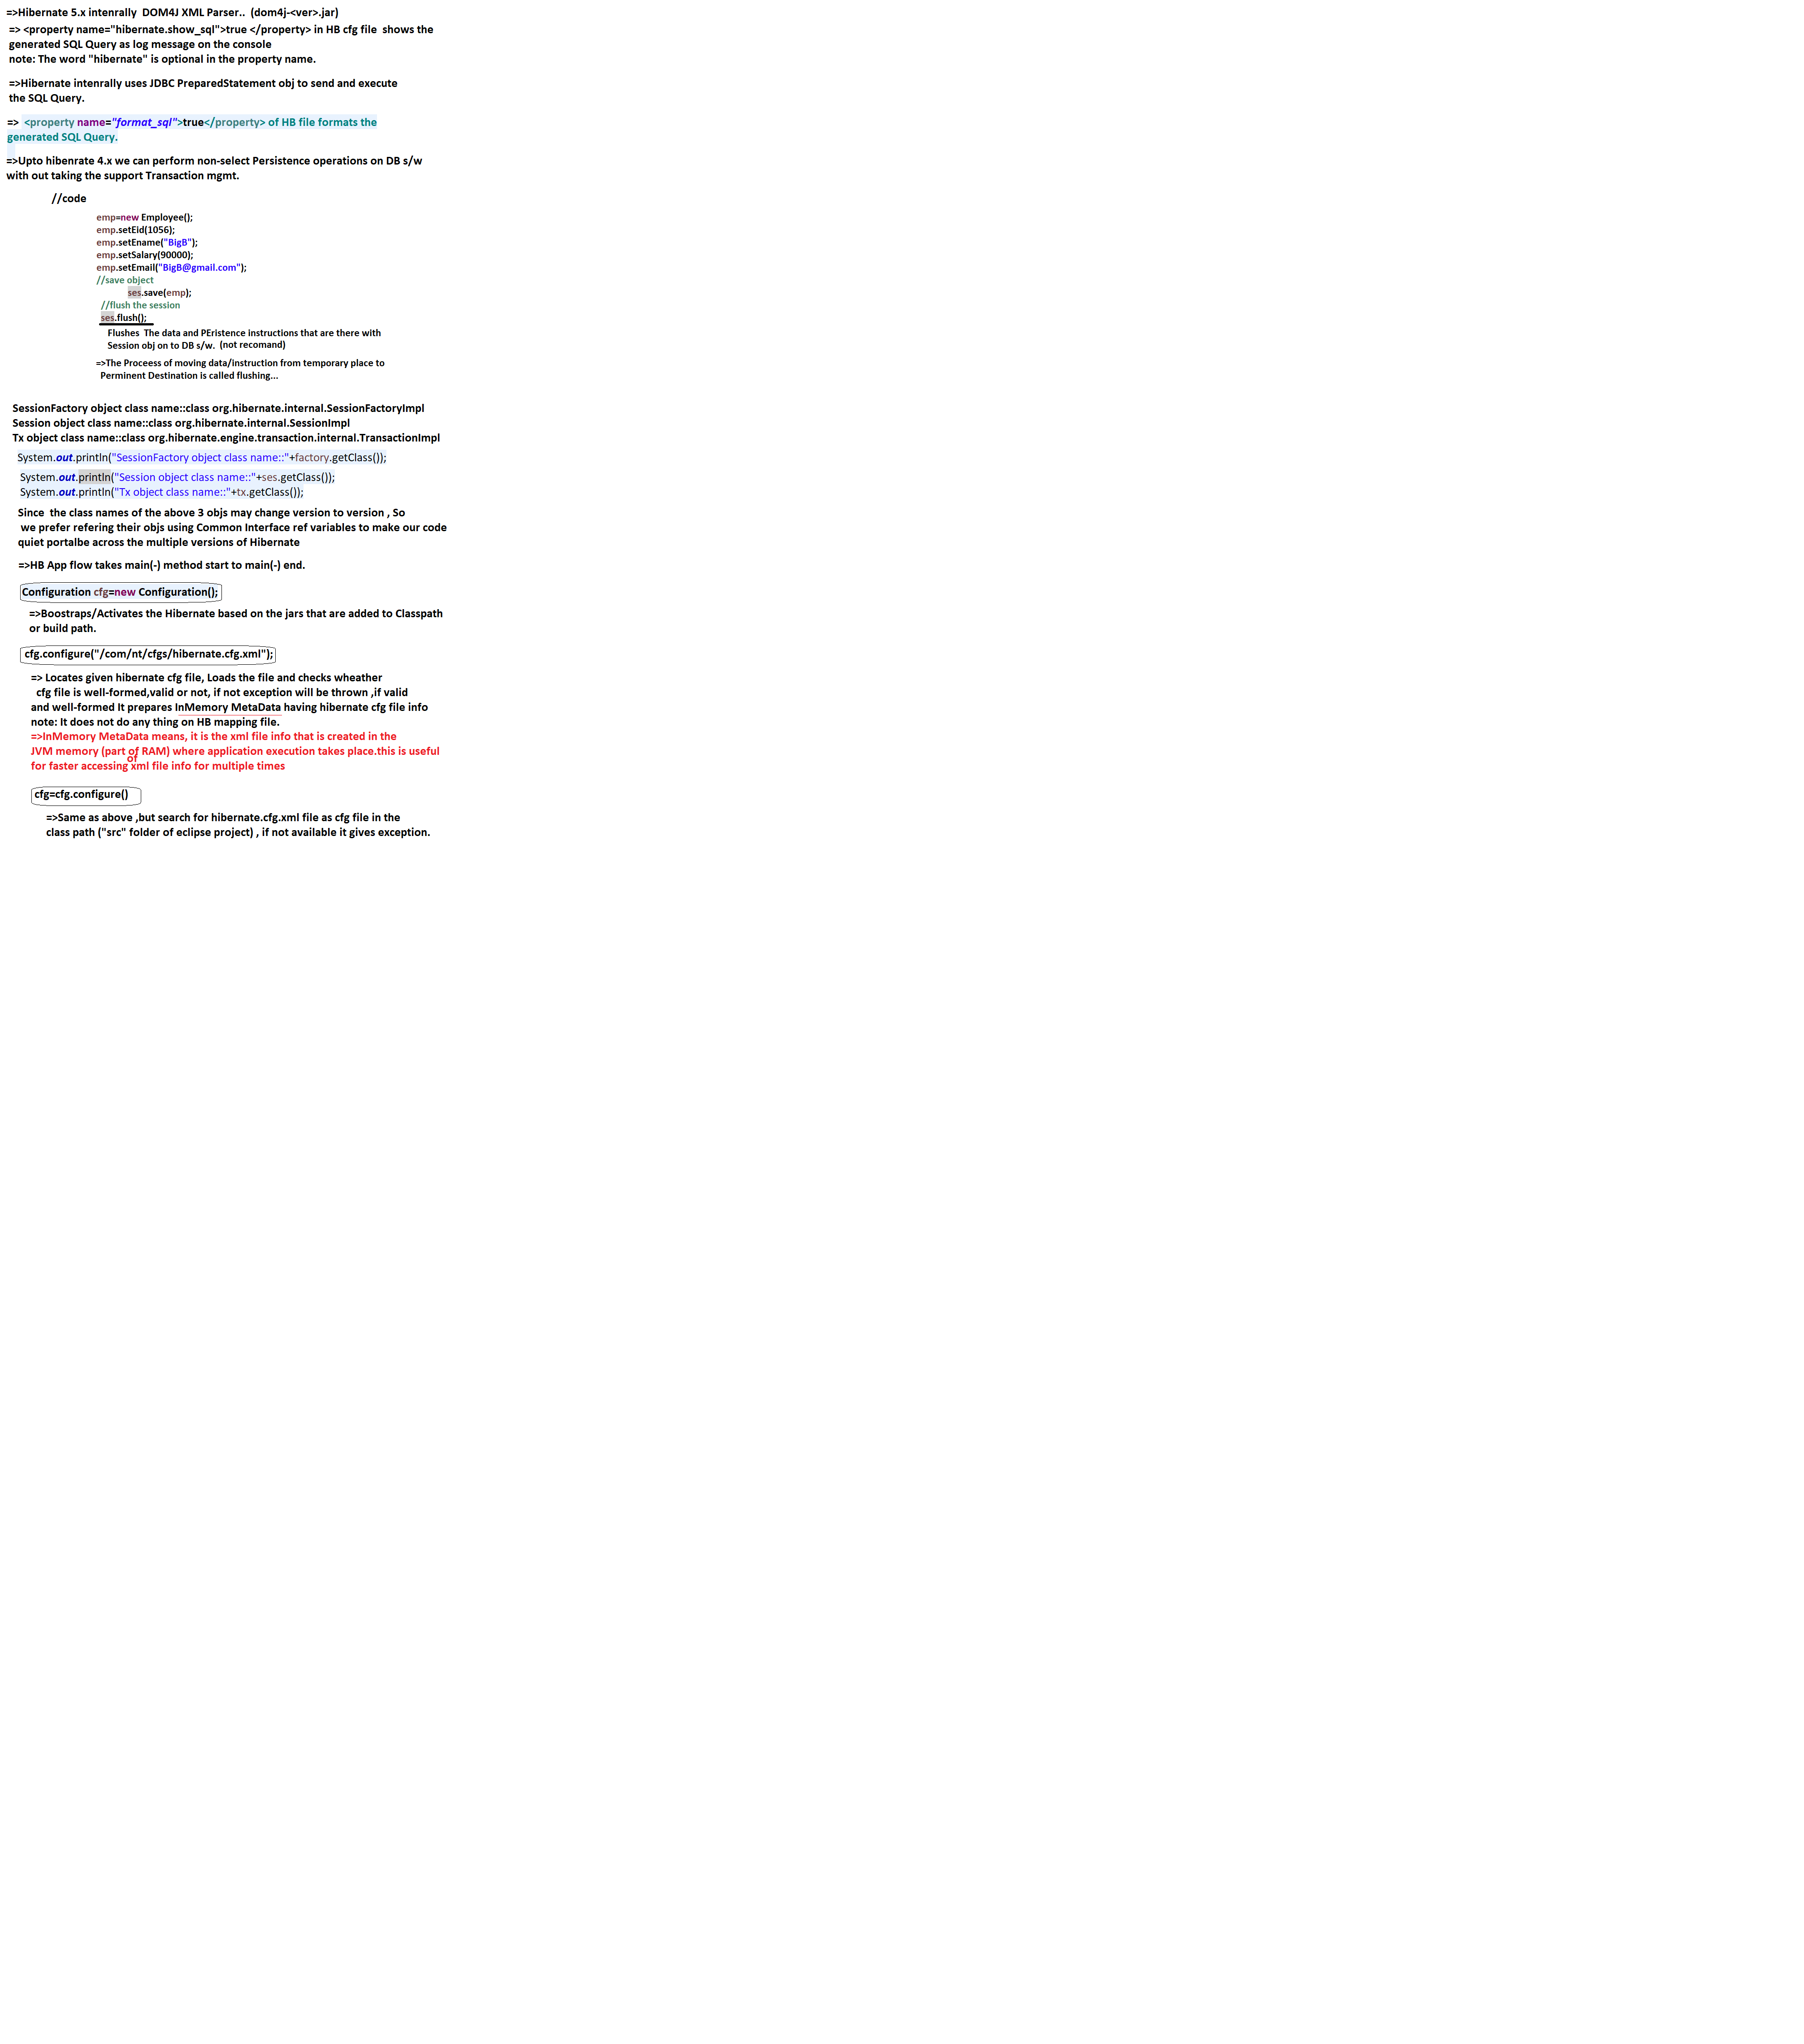 =>Hibernate 5.x intenrally  DOM4J XML Parser..  (dom4j-<ver>.jar)
=> <property name="hibernate.show_sql">true </property> in HB cfg file  shows the
generated SQL Query as log message on the console
note: The word "hibernate" is optional in the property name.
=>Hibernate intenrally uses JDBC PreparedStatement obj to send and execute
the SQL Query.
=>  <property name="format_sql">true</property> of HB file formats the
generated SQL Query.
=>Upto hibenrate 4.x we can perform non-select Persistence operations on DB s/w
with out taking the support Transaction mgmt.
//code
emp=new Employee();
emp.setEid(1056);
emp.setEname("BigB");
emp.setSalary(90000);
emp.setEmail("BigB@gmail.com");
//save object
ses.save(emp);
//flush the session
ses.flush();
Flushes  The data and PEristence instructions that are there with
Session obj on to DB s/w.  (not recomand)
=>The Proceess of moving data/instruction from temporary place to
Perminent Destination is called flushing...
SessionFactory object class name::class org.hibernate.internal.SessionFactoryImpl
Session object class name::class org.hibernate.internal.SessionImpl
Tx object class name::class org.hibernate.engine.transaction.internal.TransactionImpl
System.out.println("SessionFactory object class name::"+factory.getClass());
System.out.println("Session object class name::"+ses.getClass());
System.out.println("Tx object class name::"+tx.getClass());
Since  the class names of the above 3 objs may change version to version , So
we prefer refering their objs using Common Interface ref variables to make our code
quiet portalbe across the multiple versions of Hibernate
=>HB App flow takes main(-) method start to main(-) end.
Configuration cfg=new Configuration();
=>Boostraps/Activates the Hibernate based on the jars that are added to Classpath
or build path.
cfg.configure("/com/nt/cfgs/hibernate.cfg.xml");
=> Locates given hibernate cfg file, Loads the file and checks wheather
cfg file is well-formed,valid or not, if not exception will be thrown ,if valid
and well-formed It prepares InMemory MetaData having hibernate cfg file info
note: It does not do any thing on HB mapping file.
=>InMemory MetaData means, it is the xml file info that is created in the
JVM memory (part of RAM) where application execution takes place.this is useful
of
for faster accessing xml file info for multiple times
cfg=cfg.configure()
=>Same as above ,but search for hibernate.cfg.xml file as cfg file in the
class path ("src" folder of eclipse project) , if not available it gives exception.